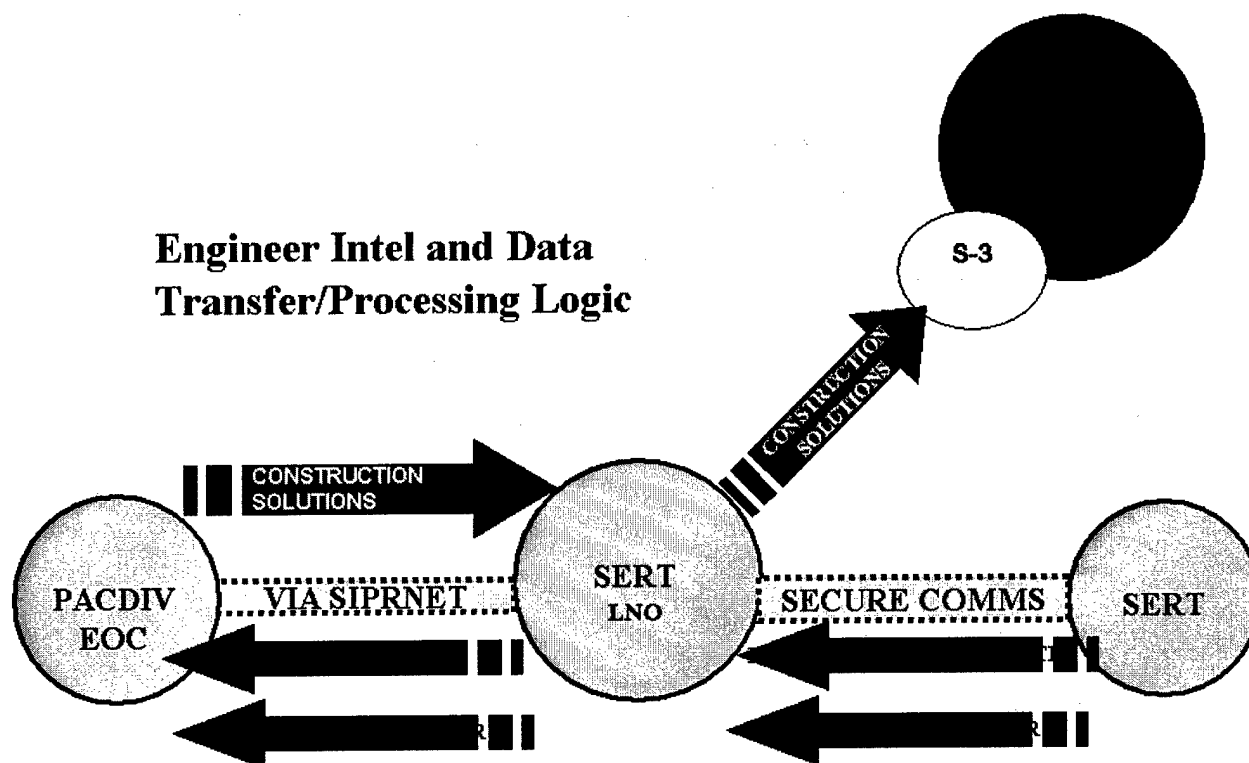 S-3
Engineer Intel and Data
Transfer/Processing Logic
CONSTRUCTION
SOLUTIONS
CONSTRUCTION
SOLUTIONS
PACDIV
EOC
VIA SIPRNET
SERT
LNO
SECURE COMMS
SERT
R
R